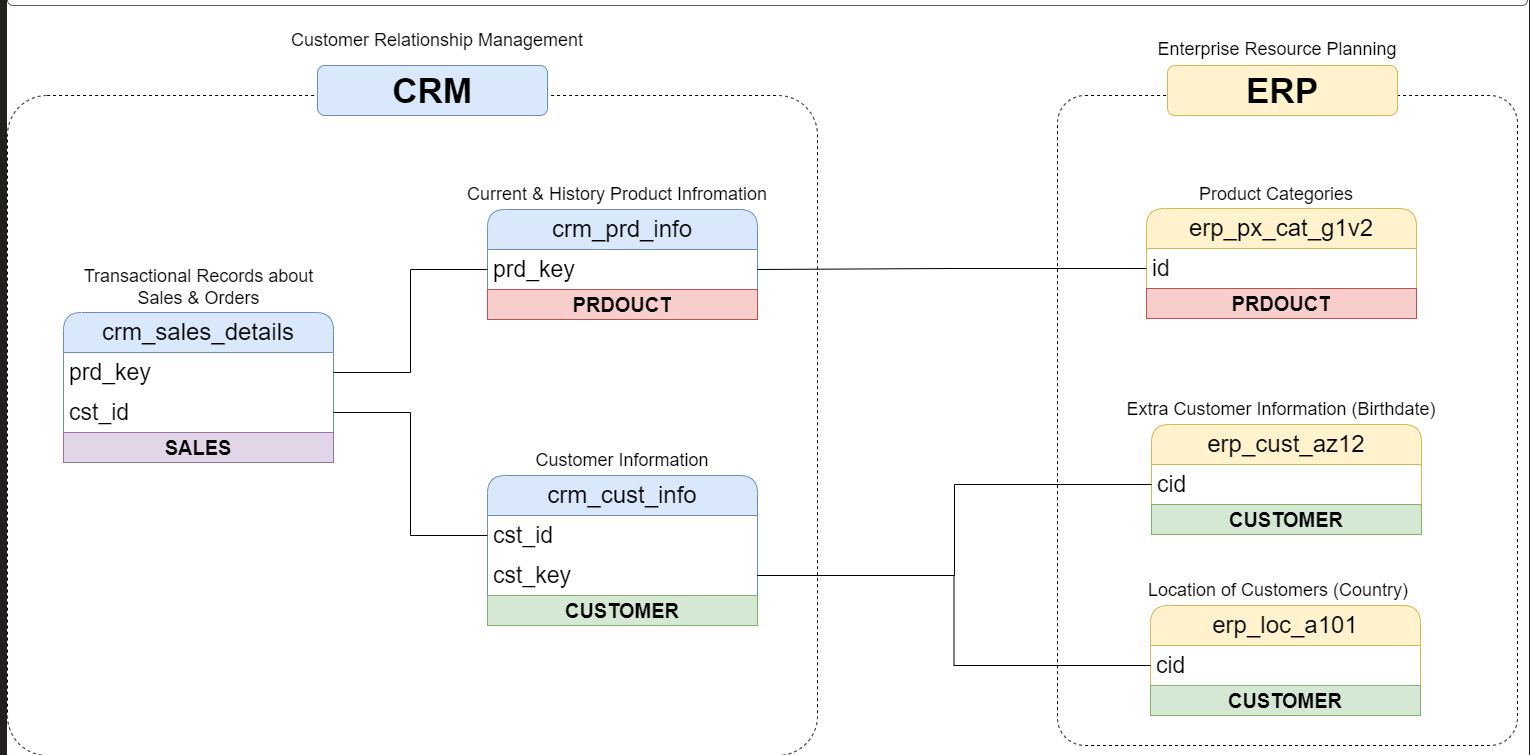 Customer Relationship Management
CRM
Enterprise Resource Planning
ERP
Transactional Records about
Sales & Orders
crm_sales_details
prd_key
cst_id
SALES
Current & History Product Infromation
crm_prd_info
prd_key
PRDOUCT
Customer Information
crm_cust_info
cst_id
cst_key
CUSTOMER
Product Categories
erp_px_cat_g1v2
id
PRDOUCT
Extra Customer Information (Birthdate)
erp_cust_az12
cid
CUSTOMER
Location of Customers (Country)
erp_loc_a101
cid
CUSTOMER